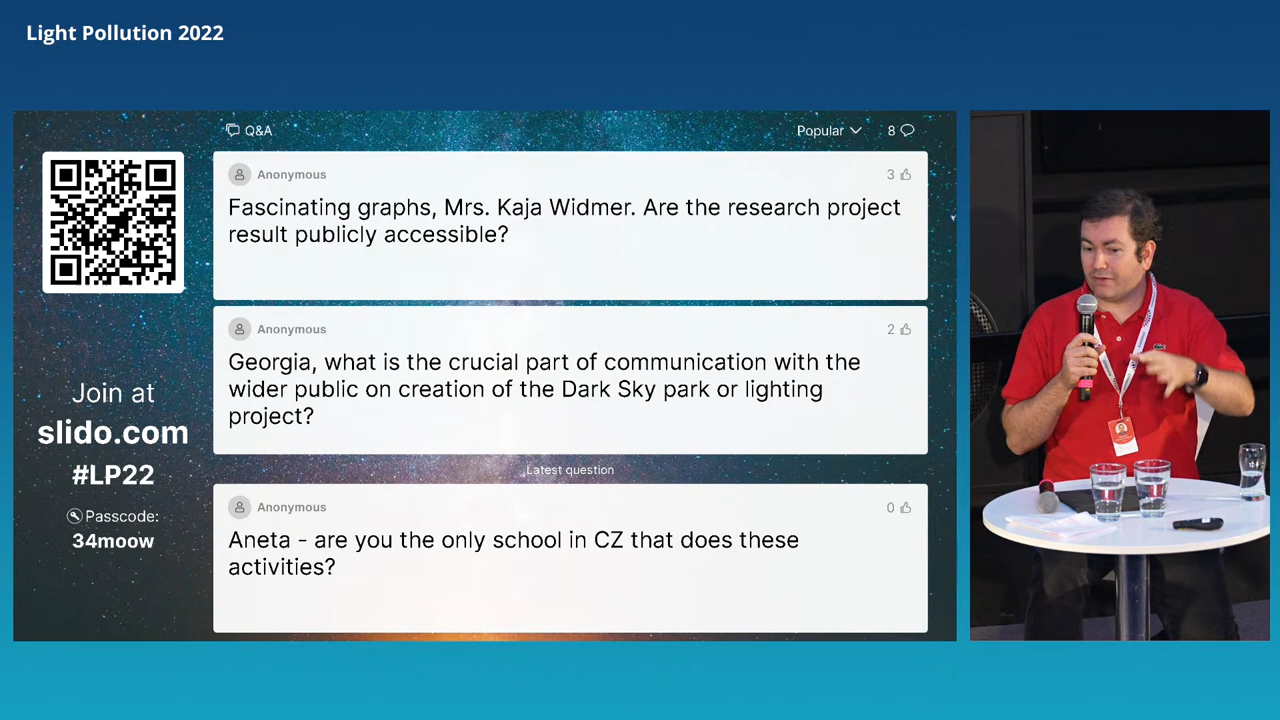 Light Pollution 2022
Q&A
Popular
8
Anonymous
3
Fascinating graphs, Mrs. Kaja Widmer. Are the research project
result publicly accessible?
Anonymous
2
Georgia, what is the crucial part of communication with the
wider public on creation of the Dark Sky park or lighting
project?
Latest question
Anonymous
0
Aneta - are you the only school in CZ that does these
activities?
Join at
slido.com
#LP22
Passcode:
34moow